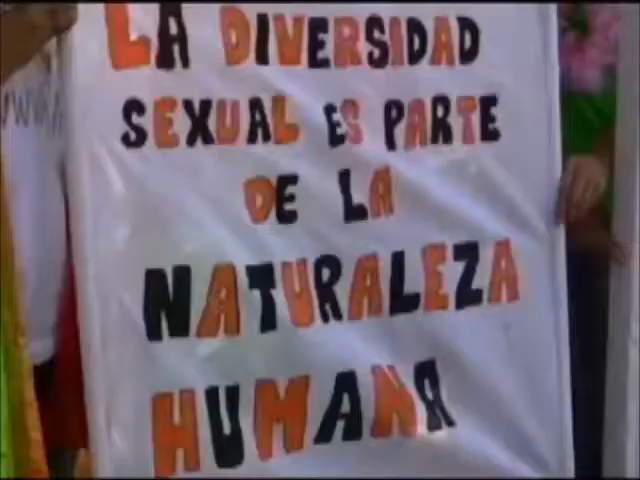 LA DIVERSIDAD
SEXUAL ES PARTE
DE LA
NATURALEZA
HUMANA